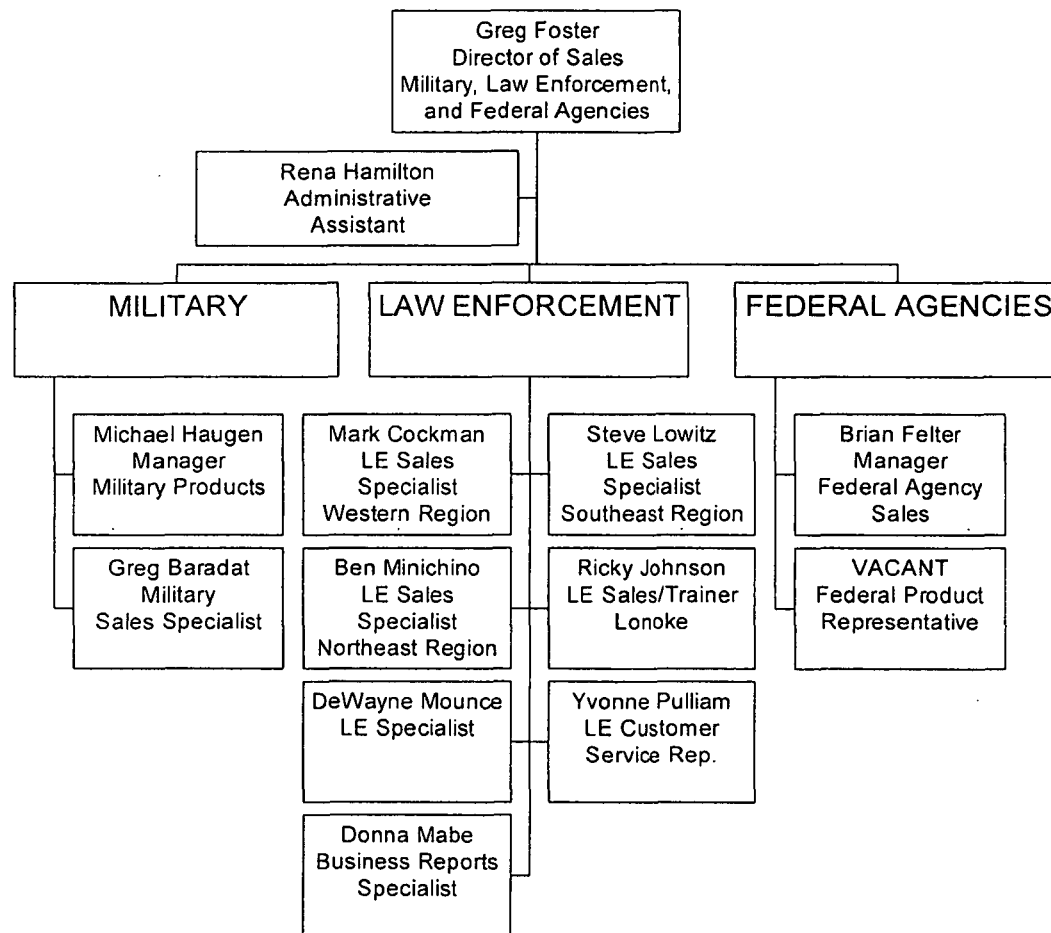 Greg Foster
Director of Sales
Military, Law Enforcement,
and Federal Agencies
Rena Hamilton
Administrative
Assistant
MILITARY
LAW ENFORCEMENT
FEDERAL AGENCIES
Michael Haugen
Manager
Military Products
Mark Cockman
LE Sales
Specialist
Western Region
Steve Lowitz
LE Sales
Specialist
Southeast Region
Brian Felter
Manager
Federal Agency
Sales
Greg Baradat
Military
Sales Specialist
Ben Minichino
LE Sales
Specialist
Northeast Region
Ricky Johnson
LE Sales/Trainer
Lonoke
VACANT
Federal Product
Representative
DeWayne Mounce
LE Specialist
Yvonne Pulliam
LE Customer
Service Rep.
Donna Mabe
Business Reports
Specialist